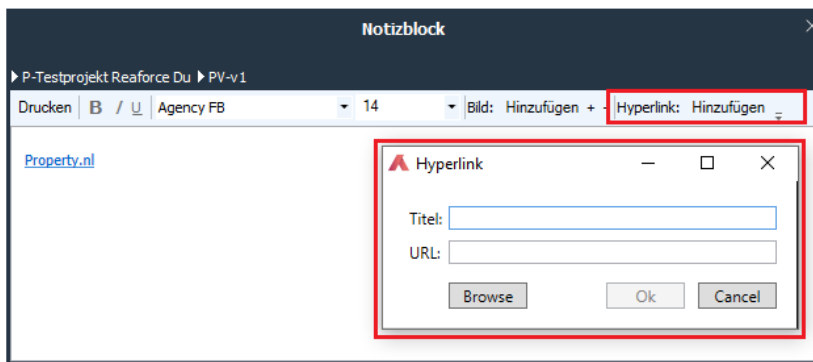 Notizblock
P-Testprojekt Reaforce Du PV-v1
Drucken B I U Agency FB 14 Bild: Hinzufügen + - Hyperlink: Hinzufügen
Property.nl
Hyperlink
Titel:
URL:
Browse Ok Cancel